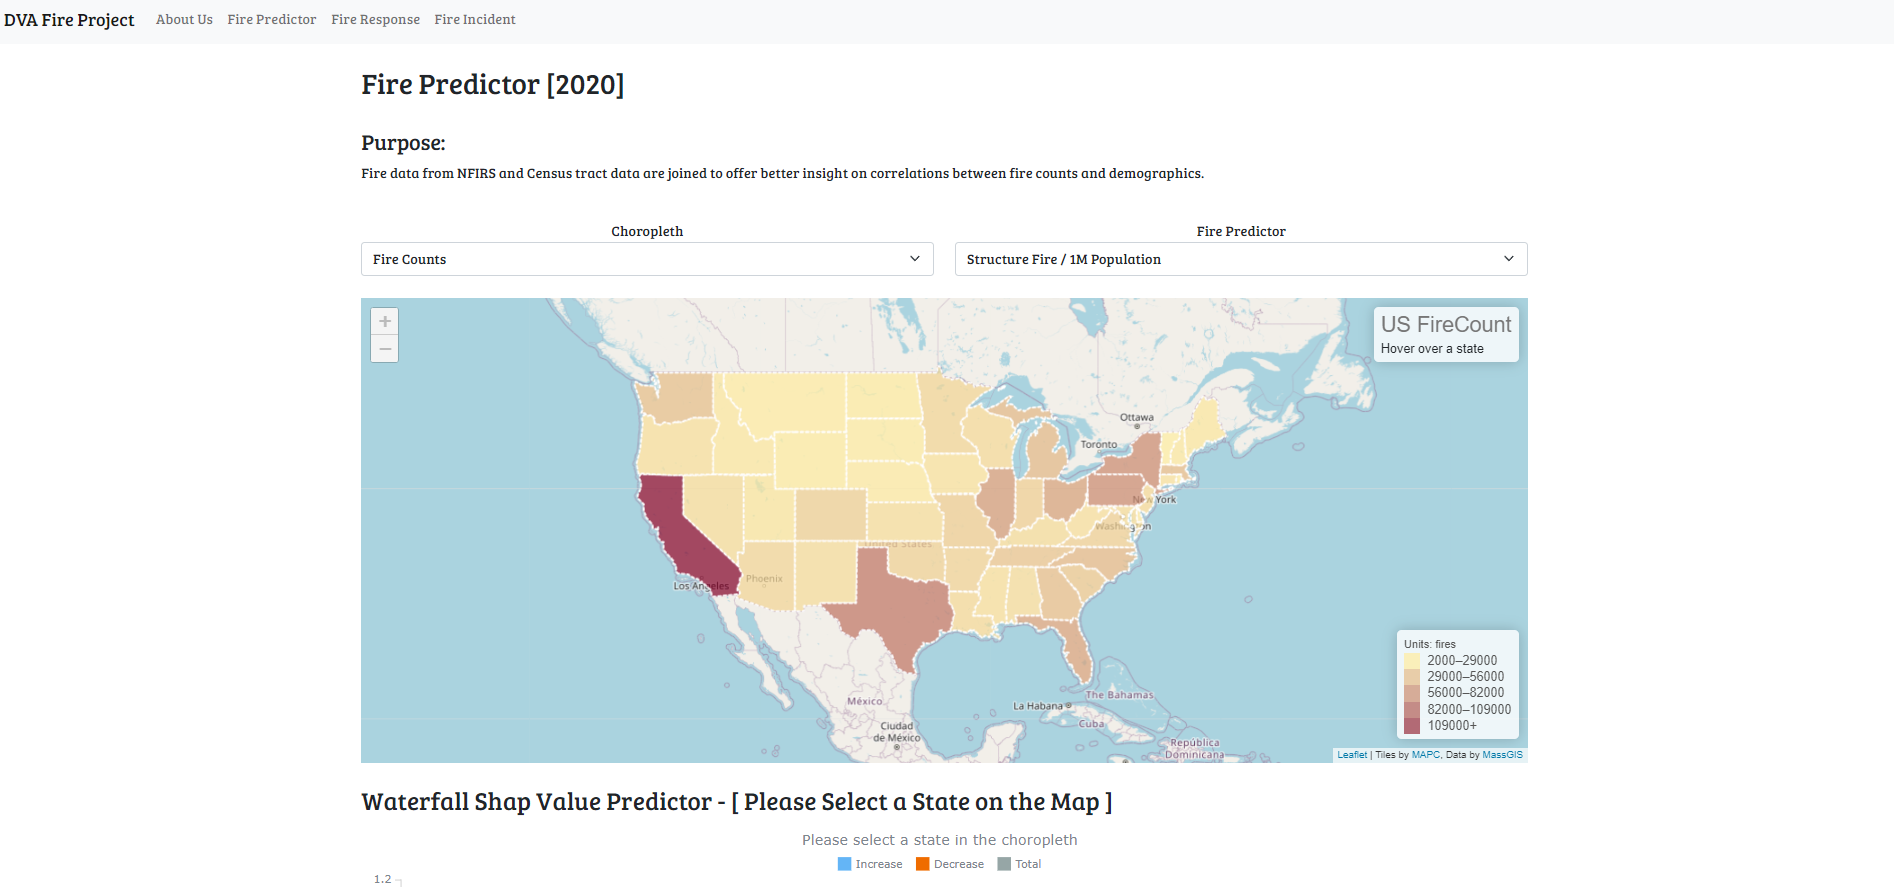 DVA Fire Project About Us Fire Predictor Fire Response Fire Incident
Fire Predictor [2020]
Purpose:
Fire data from NFIRS and Census tract data are joined to offer better insight on correlations between fire counts and demographics.
Choropleth Fire Predictor
Fire Counts Structure Fire / 1M Population
+
−
US FireCount
Hover over a state
Ottawa
Toronto
New York
Washington
United States
Phoenix
Los Angeles
México
La Habana
The Bahamas
Cuba
Ciudad
de México
República
Dominicana
Units: fires
2000–29000
29000–56000
56000–82000
82000–109000
109000+
Leaflet | Tiles by MAPC, Data by MassGIS
Waterfall Shap Value Predictor - [ Please Select a State on the Map ]
Please select a state in the choropleth
Increase Decrease Total
1.2